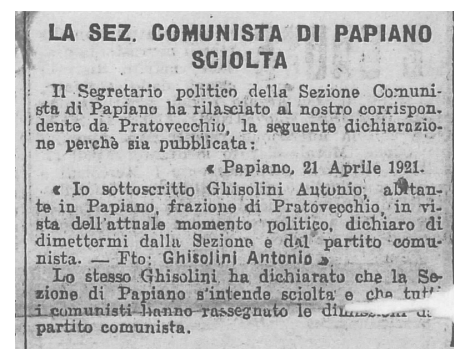 LA SEZ. COMUNISTA DI PAPIANO
SCIOLTA
Il Segretario politico della Sezione Comuni-
sta di Papiano ha rilasciato al nostro corrispon-
dente da Pratovecchio, la seguente dichiarazio-
ne perchè sia pubblicata:
« Papiano, 21 Aprile 1921.
« Io sottoscritto Ghisolini Antonio, abitan-
te in Papiano, frazione di Pratovecchio, in vi-
sta dell'attuale momento politico, dichiaro di
dimettermi dalla Sezione e dal partito comu-
nista. — Fto: Ghisolini Antonio ».
Lo stesso Ghisolini ha dichiarato che la Se-
zione di Papiano s'intende sciolta e che tutti
i comunisti hanno rassegnato le dimissioni dal
partito comunista.